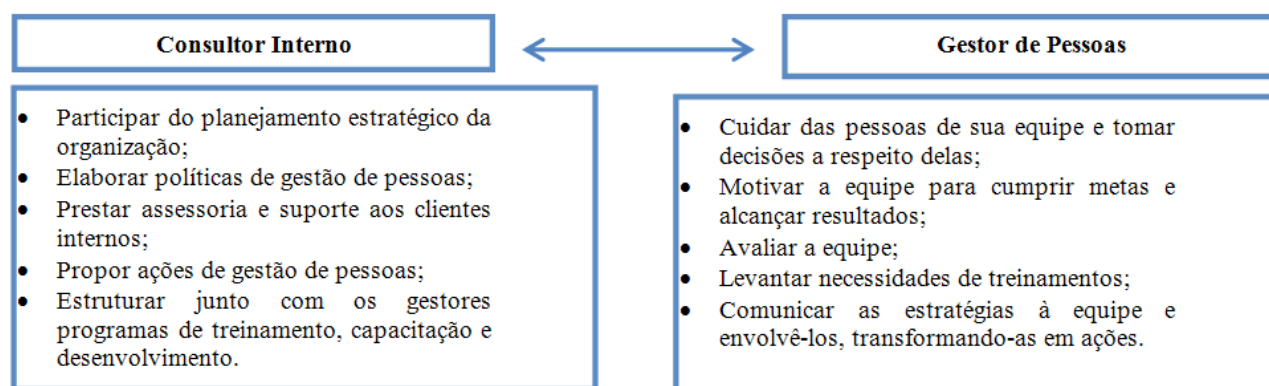 Consultor Interno
Gestor de Pessoas
• Participar do planejamento estratégico da
organização;
• Elaborar políticas de gestão de pessoas;
• Prestar assessoria e suporte aos clientes
internos;
• Propor ações de gestão de pessoas;
• Estruturar junto com os gestores
programas de treinamento, capacitação e
desenvolvimento.
• Cuidar das pessoas de sua equipe e tomar
decisões a respeito delas;
• Motivar a equipe para cumprir metas e
alcançar resultados;
• Avaliar a equipe;
• Levantar necessidades de treinamentos;
• Comunicar as estratégias à equipe e
envolvê-los, transformando-as em ações.